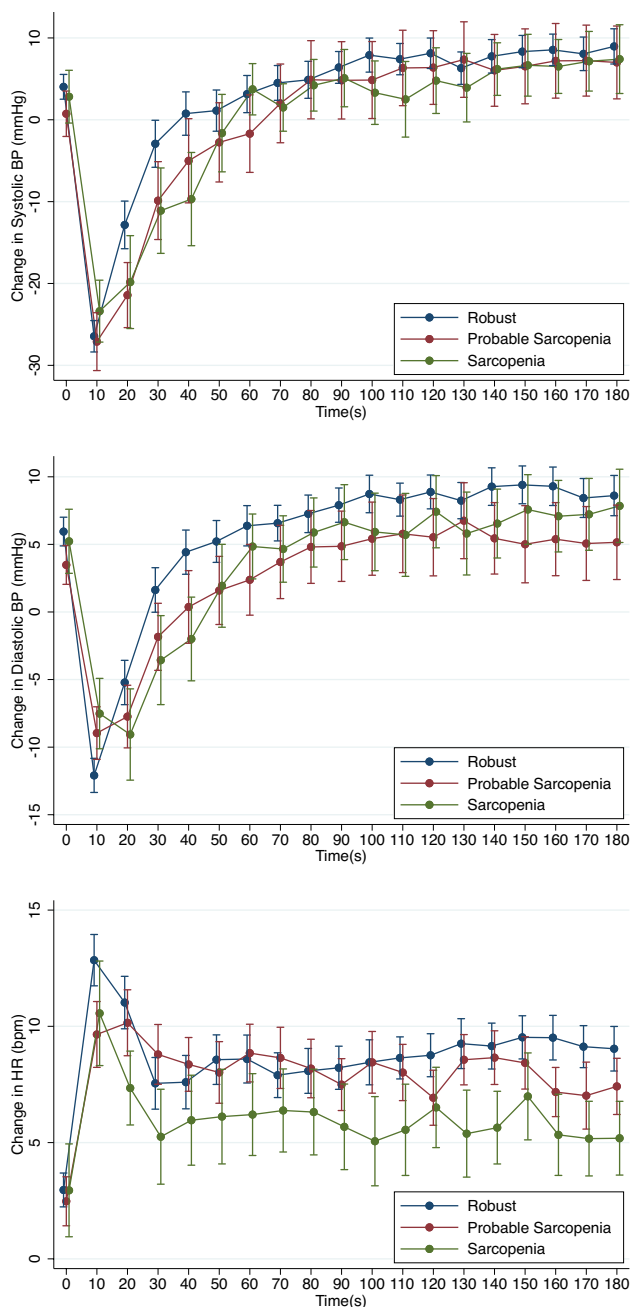 Change in Systolic BP (mmHg)
10
0
-10
-20
-30
Robust
Probable Sarcopenia
Sarcopenia
0 10 20 30 40 50 60 70 80 90 100 110 120 130 140 150 160 170 180
Time(s)
Change in Diastolic BP (mmHg)
10
5
0
-5
-10
-15
Robust
Probable Sarcopenia
Sarcopenia
0 10 20 30 40 50 60 70 80 90 100 110 120 130 140 150 160 170 180
Time(s)
Change in HR (bpm)
15
10
5
0
Robust
Probable Sarcopenia
Sarcopenia
0 10 20 30 40 50 60 70 80 90 100 110 120 130 140 150 160 170 180
Time(s)